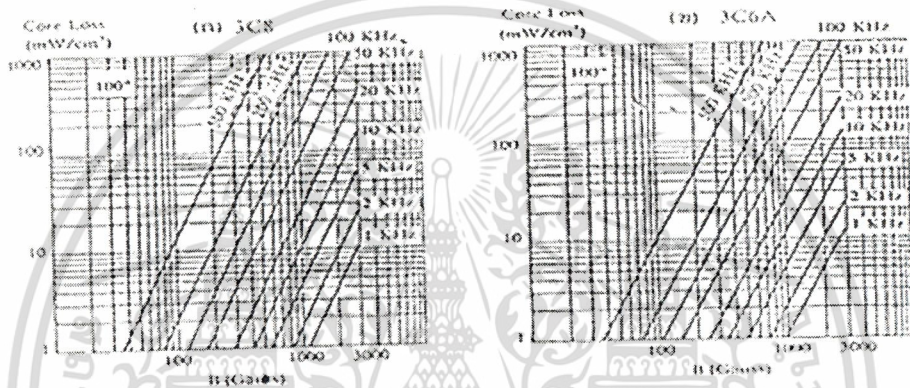 Core Loss
(mW/cm³)
(ก) 3C8
1000
100
10
1
100°
100 KHz
50 KHz
20 KHz
10 KHz
5 KHz
2 KHz
1 KHz
100
1000
3000
B (Gauss)
Core Loss
(mW/cm³)
(ข) 3C6A
1000
100
10
1
100°
100 KHz
50 KHz
20 KHz
10 KHz
5 KHz
2 KHz
1 KHz
100
1000
3000
B (Gauss)